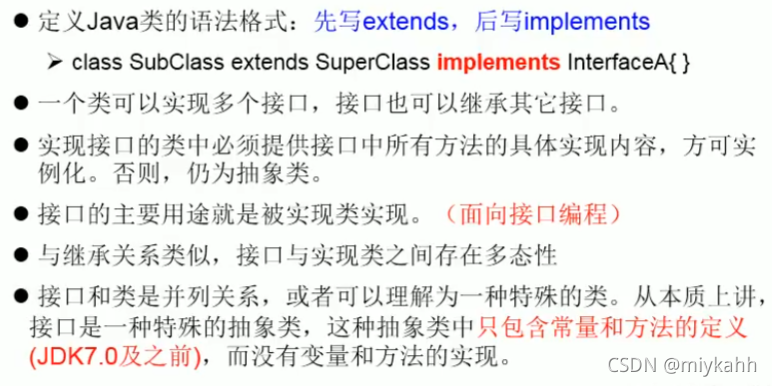 ● 定义Java类的语法格式：先写extends，后写implements
➢ class SubClass extends SuperClass implements InterfaceA{ }
● 一个类可以实现多个接口，接口也可以继承其它接口。
● 实现接口的类中必须提供接口中所有方法的具体实现内容，方可实
例化。否则，仍为抽象类。
● 接口的主要用途就是被实现类实现。（面向接口编程）
● 与继承关系类似，接口与实现类之间存在多态性
● 接口和类是并列关系，或者可以理解为一种特殊的类。从本质上讲，
接口是一种特殊的抽象类，这种抽象类中只包含常量和方法的定义
(JDK7.0及之前)，而没有变量和方法的实现。
CSDN @miykahh